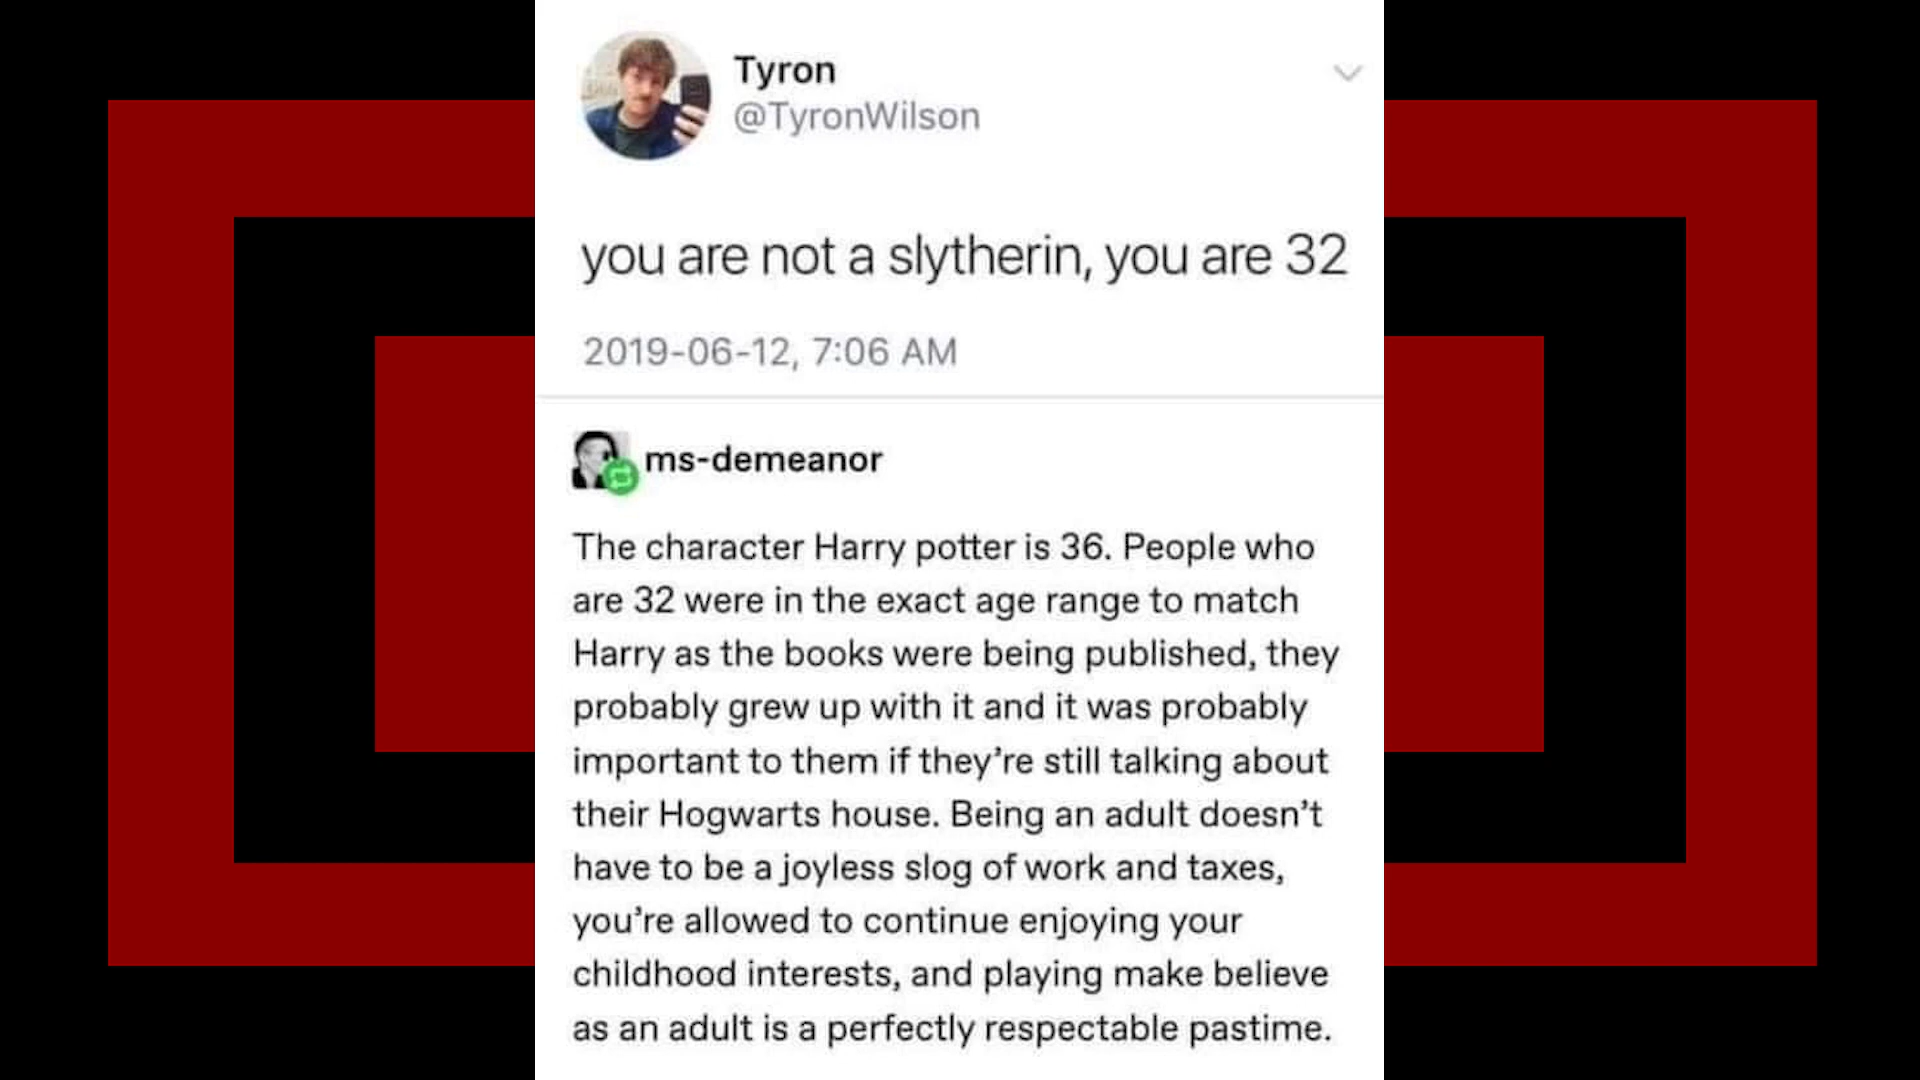 Tyron
@TyronWilson
you are not a slytherin, you are 32
2019-06-12, 7:06 AM
ms-demeanor
The character Harry potter is 36. People who
are 32 were in the exact age range to match
Harry as the books were being published, they
probably grew up with it and it was probably
important to them if they’re still talking about
their Hogwarts house. Being an adult doesn’t
have to be a joyless slog of work and taxes,
you’re allowed to continue enjoying your
childhood interests, and playing make believe
as an adult is a perfectly respectable pastime.